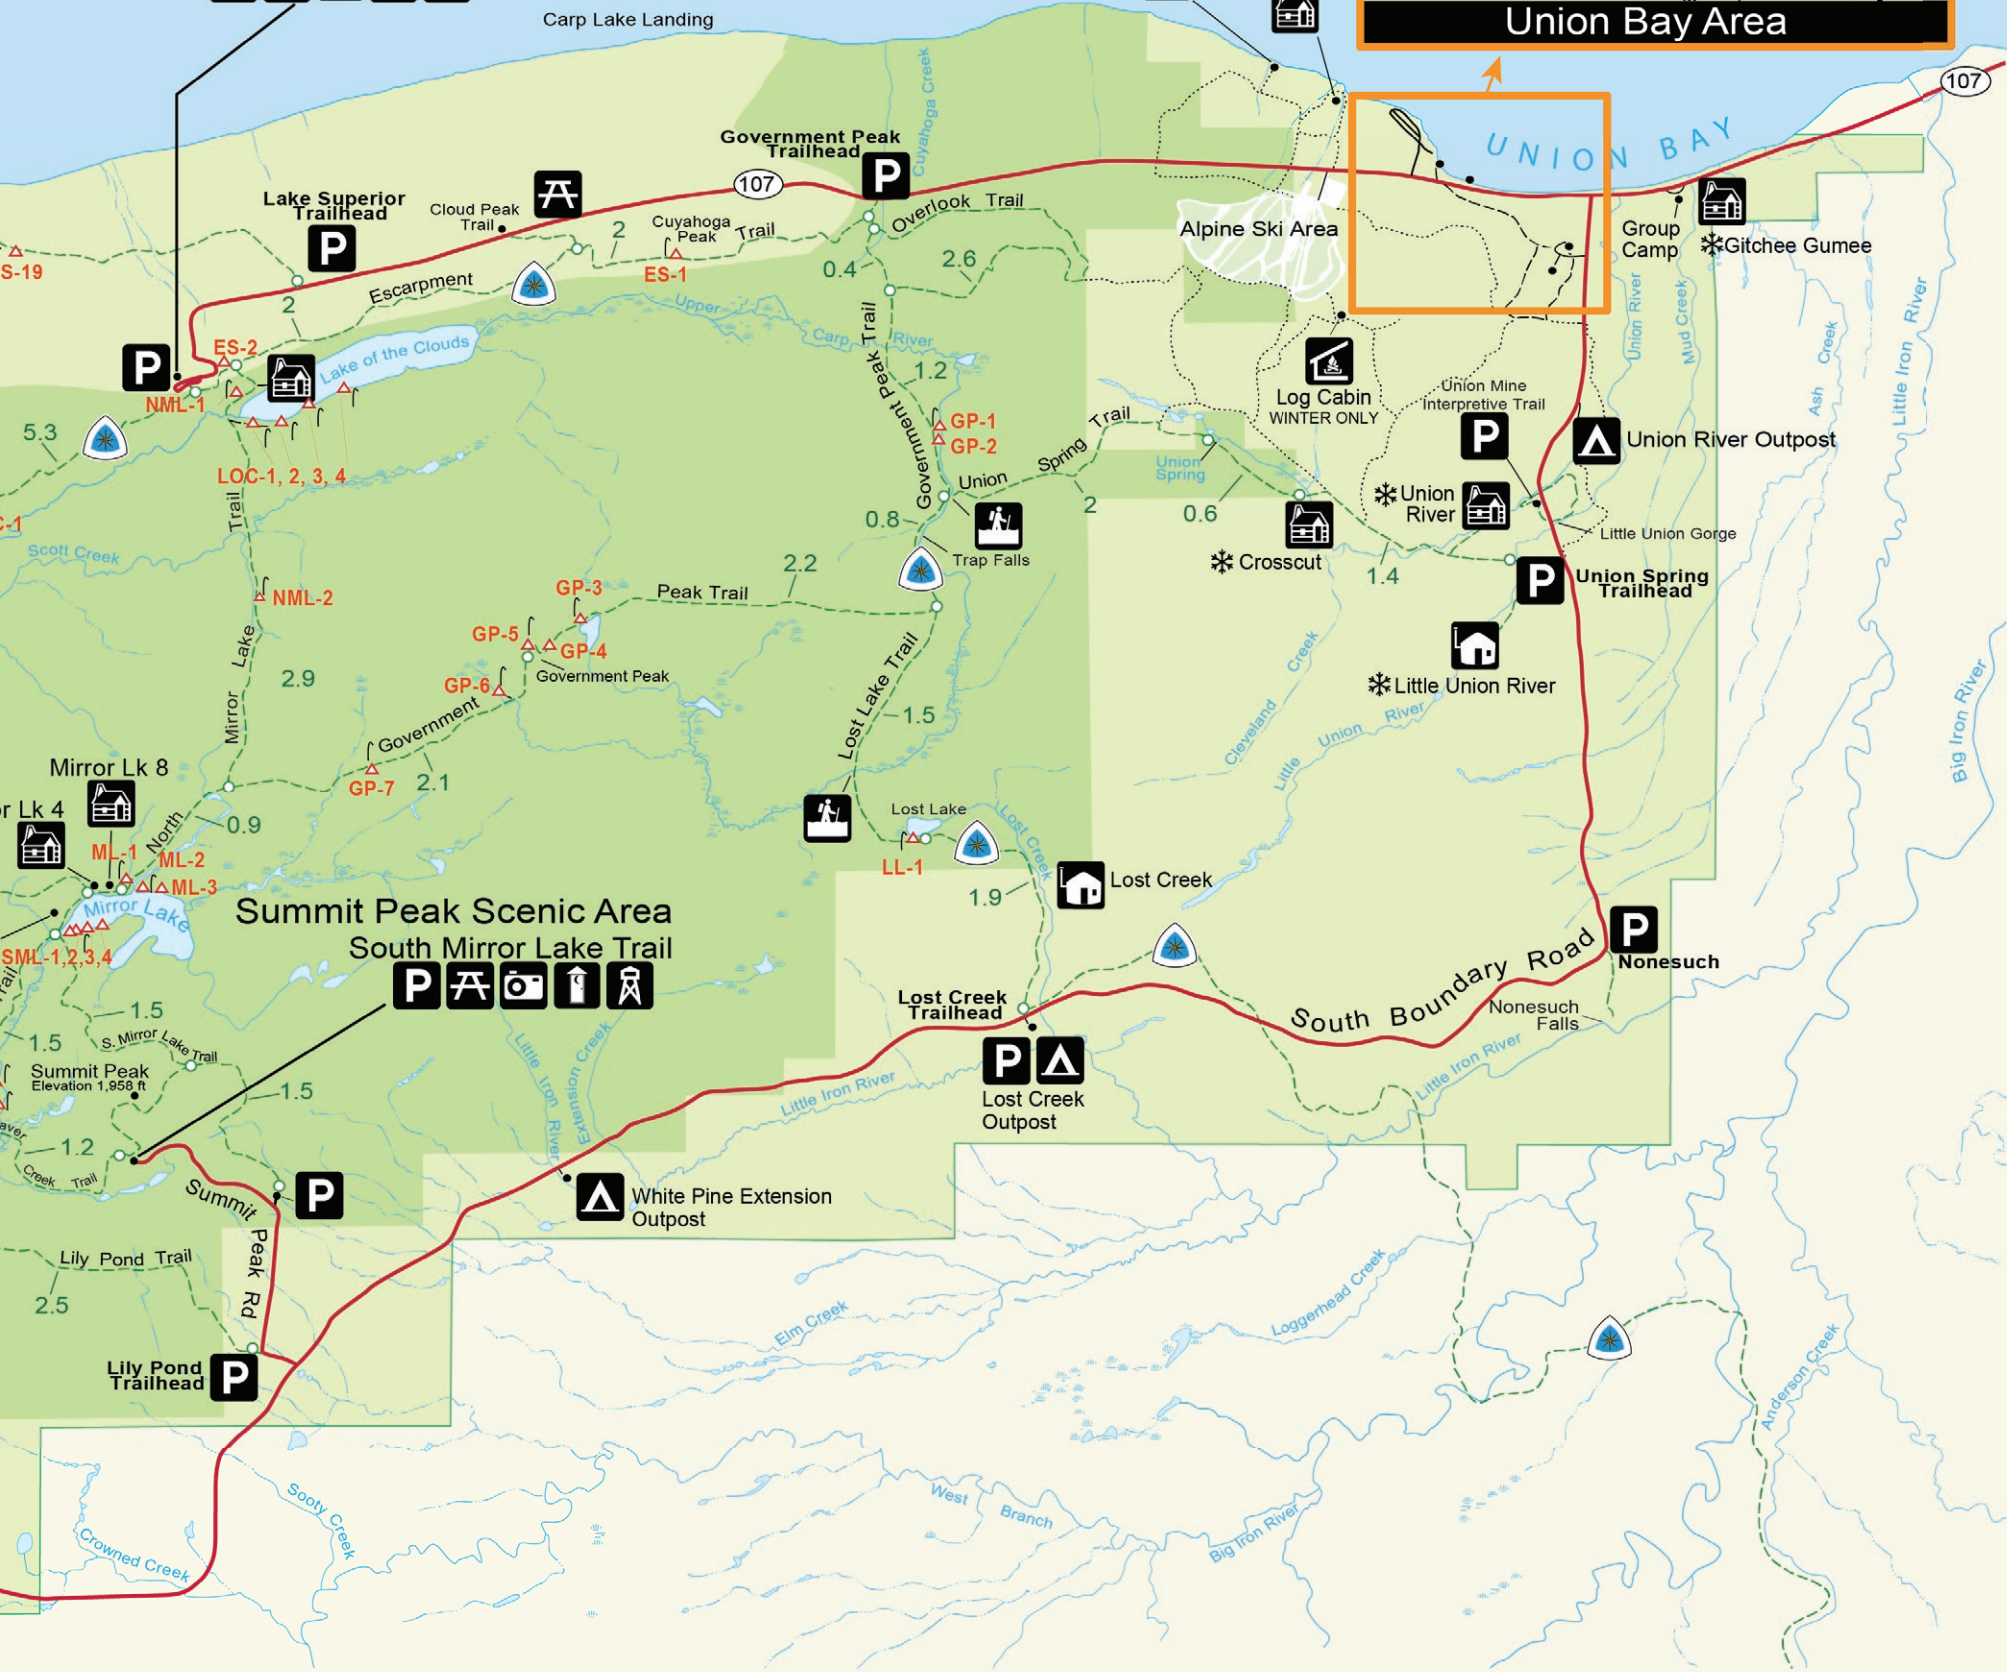 Carp Lake Landing
Union Bay Area
107
UNION BAY
Cuyahoga Creek
Government Peak
Trailhead
P
107
Lake Superior
Trailhead
P
Cloud Peak
Trail
2
Cuyahoga
Peak Trail
ES-1
Overlook Trail
0.4
2.6
Alpine Ski Area
Group
Camp
Gitchee Gumee
S-19
Escarpment
2
Upper Carp River
Lake of the Clouds
P
ES-2
NML-1
5.3
LOC-1, 2, 3, 4
Government Peak Trail
1.2
GP-1
GP-2
Union Spring Trail
2
Union
Spring
0.6
Log Cabin
WINTER ONLY
Union Mine
Interpretive Trail
P
Union River Outpost
Union River
Mud Creek
Ash Creek
Little Iron River
Union
River
Little Union Gorge
Crosscut
1.4
P
Union Spring
Trailhead
Little Union River
0.8
Trap Falls
C-1
Scott Creek
NML-2
North Mirror Lake Trail
2.9
GP-3
GP-5
GP-4
Government Peak
GP-6
Government Peak Trail
2.2
GP-7
2.1
Lost Lake Trail
1.5
Cleveland Creek
Little Union River
Big Iron River
Mirror Lk 8
r Lk 4
0.9
ML-1
ML-2
ML-3
Mirror Lake
SML-1,2,3,4
Lost Lake
LL-1
Lost Creek
1.9
Lost Creek
Summit Peak Scenic Area
South Mirror Lake Trail
P
1.5
S. Mirror Lake Trail
1.5
Summit Peak
Elevation 1,958 ft
1.5
rail
aver
1.2
Creek Trail
Little Iron River
Extension Creek
Lost Creek
Trailhead
P
Lost Creek
Outpost
South Boundary Road
P
Nonesuch
Nonesuch
Falls
Little Iron River
Little Iron River
White Pine Extension
Outpost
Summit Peak Rd
P
Lily Pond Trail
2.5
Lily Pond
Trailhead
P
Elm Creek
Loggerhead Creek
Anderson Creek
Sooty Creek
Crowned Creek
West Branch
Big Iron River